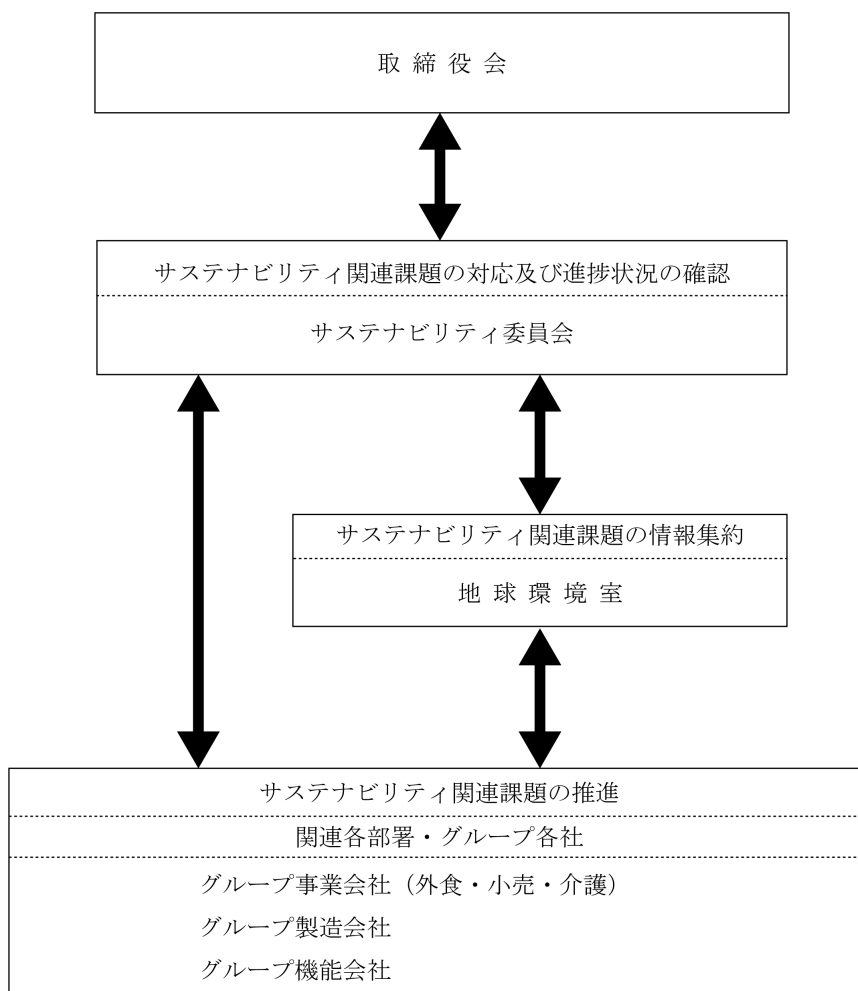 取締役会
サステナビリティ関連課題の対応及び進捗状況の確認
サステナビリティ委員会
サステナビリティ関連課題の情報集約
地球環境室
サステナビリティ関連課題の推進
関連各部署・グループ各社
グループ事業会社（外食・小売・介護）
グループ製造会社
グループ機能会社